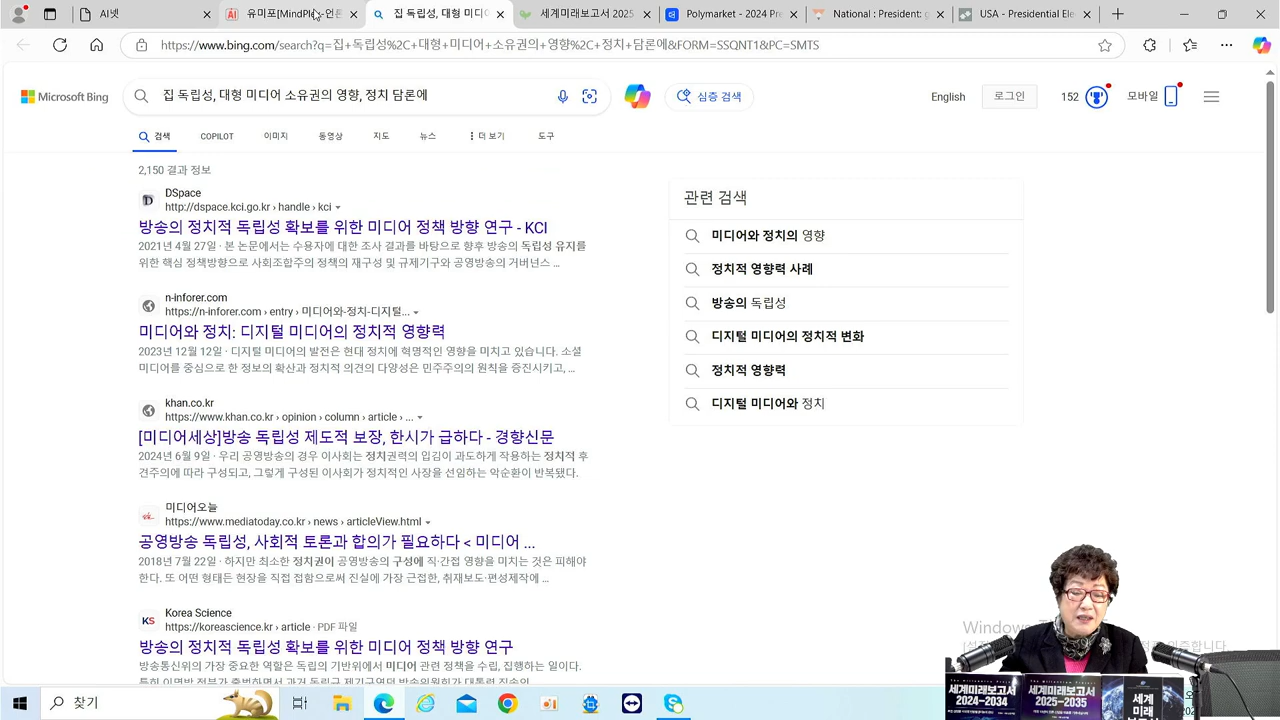 AI넷
유미포[MindPl
집 독립성, 대형 미디
세계미래보고서 2025
Polymarket - 2024 Pre
National : President: g
USA - Presidential Ele
https://www.bing.com/search?q=집+독립성%2C+대형+미디어+소유권의+영향%2C+정치+담론에&FORM=SSQNT1&PC=SMTS
Microsoft Bing
집 독립성, 대형 미디어 소유권의 영향, 정치 담론에
심층 검색
English
로그인
152
모바일
검색
COPILOT
이미지
동영상
지도
뉴스
더 보기
도구
2,150 결과 정보
DSpace
http://dspace.kci.go.kr › handle › kci
방송의 정치적 독립성 확보를 위한 미디어 정책 방향 연구 - KCI
2021년 4월 27일 · 본 논문에서는 수용자에 대한 조사 결과를 바탕으로 향후 방송의 독립성 유지를
위한 핵심 정책방향으로 사회조합주의 정책의 재구성 및 규제기구와 공영방송의 거버넌스 ...
n-inforer.com
https://n-inforer.com › entry › 미디어와-정치-디지털...
미디어와 정치: 디지털 미디어의 정치적 영향력
2023년 12월 12일 · 디지털 미디어의 발전은 현대 정치에 혁명적인 영향을 미치고 있습니다. 소셜
미디어를 중심으로 한 정보의 확산과 정치적 의견의 다양성은 민주주의의 원칙을 증진시키고, ...
khan.co.kr
https://www.khan.co.kr › opinion › column › article › ...
[미디어세상]방송 독립성 제도적 보장, 한시가 급하다 - 경향신문
2024년 6월 9일 · 우리 공영방송의 경우 이사회는 정치권력의 입김이 과도하게 작용하는 정치적 후
견주의에 따라 구성되고, 그렇게 구성된 이사회가 정치적인 사장을 선임하는 악순환이 반복됐다.
미디어오늘
https://www.mediatoday.co.kr › news › articleView.html
공영방송 독립성, 사회적 토론과 합의가 필요하다 < 미디어 ...
2018년 7월 22일 · 하지만 최소한 정치권이 공영방송의 구성에 직·간접 영향을 미치는 것은 피해야
한다. 또 어떤 형태든 현장을 직접 접함으로써 진실에 가장 근접한, 취재보도·편성제작에 ...
Korea Science
https://koreascience.kr › article · PDF 파일
방송의 정치적 독립성 확보를 위한 미디어 정책 방향 연구
방송통신위의 가장 중요한 역할은 독립의 기반위에서 미디어 관련 정책을 수립, 집행하는 일이다.
관련 검색
미디어와 정치의 영향
정치적 영향력 사례
방송의 독립성
디지털 미디어의 정치적 변화
정치적 영향력
디지털 미디어와 정치
Windows
세계미래보고서
2024-2034
세계미래보고서
2025-2035
세계
미래
찾기